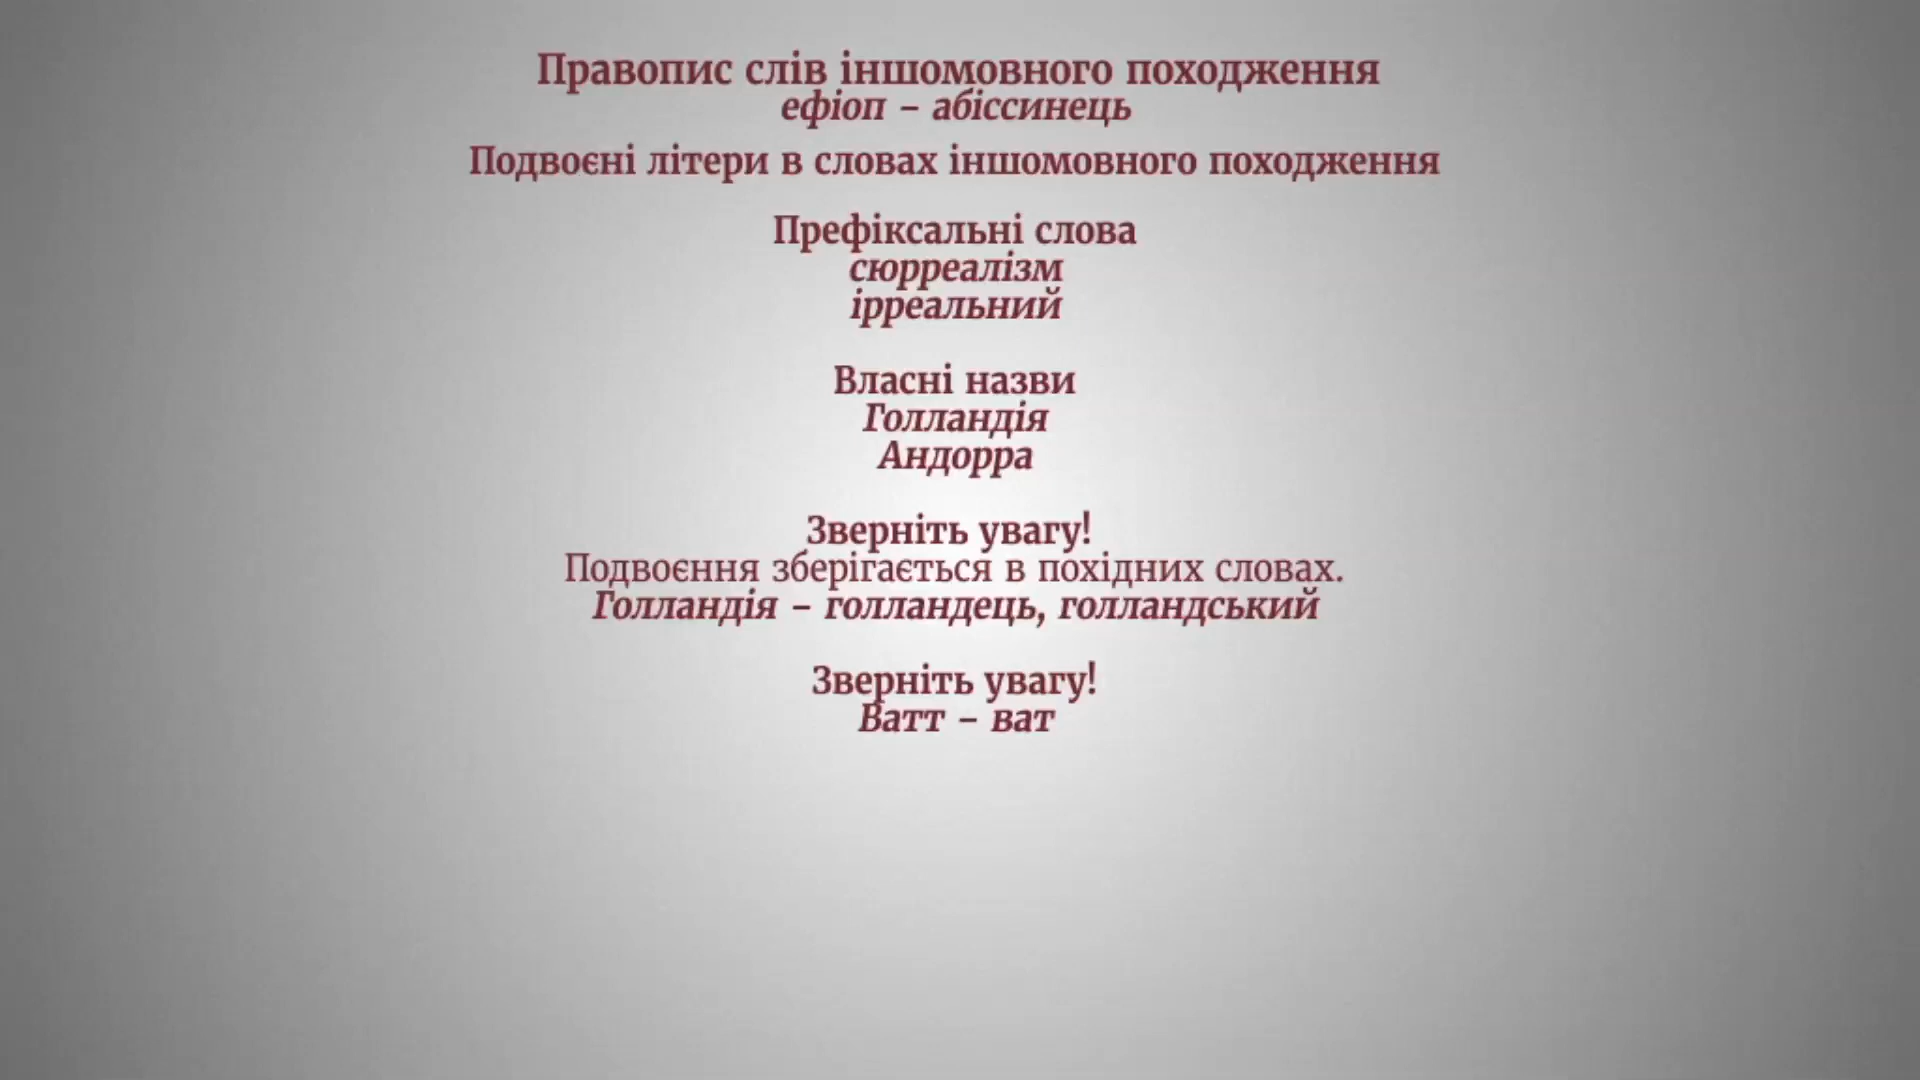 Правопис слів іншомовного походження
ефіоп – абіссинець
Подвоєні літери в словах іншомовного походження
Префіксальні слова
сюрреалізм
ірреальний
Власні назви
Голландія
Андорра
Зверніть увагу!
Подвоєння зберігається в похідних словах.
Голландія – голландець, голландський
Зверніть увагу!
Ватт – ват